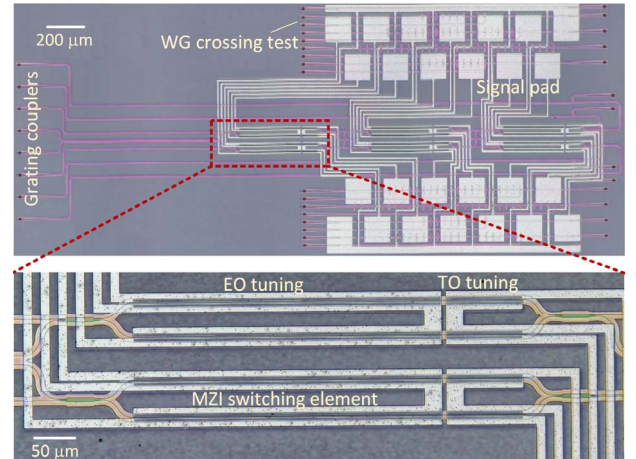 200 μm
WG crossing test
Signal pad
Grating couplers
EO tuning
TO tuning
MZI switching element
50 μm